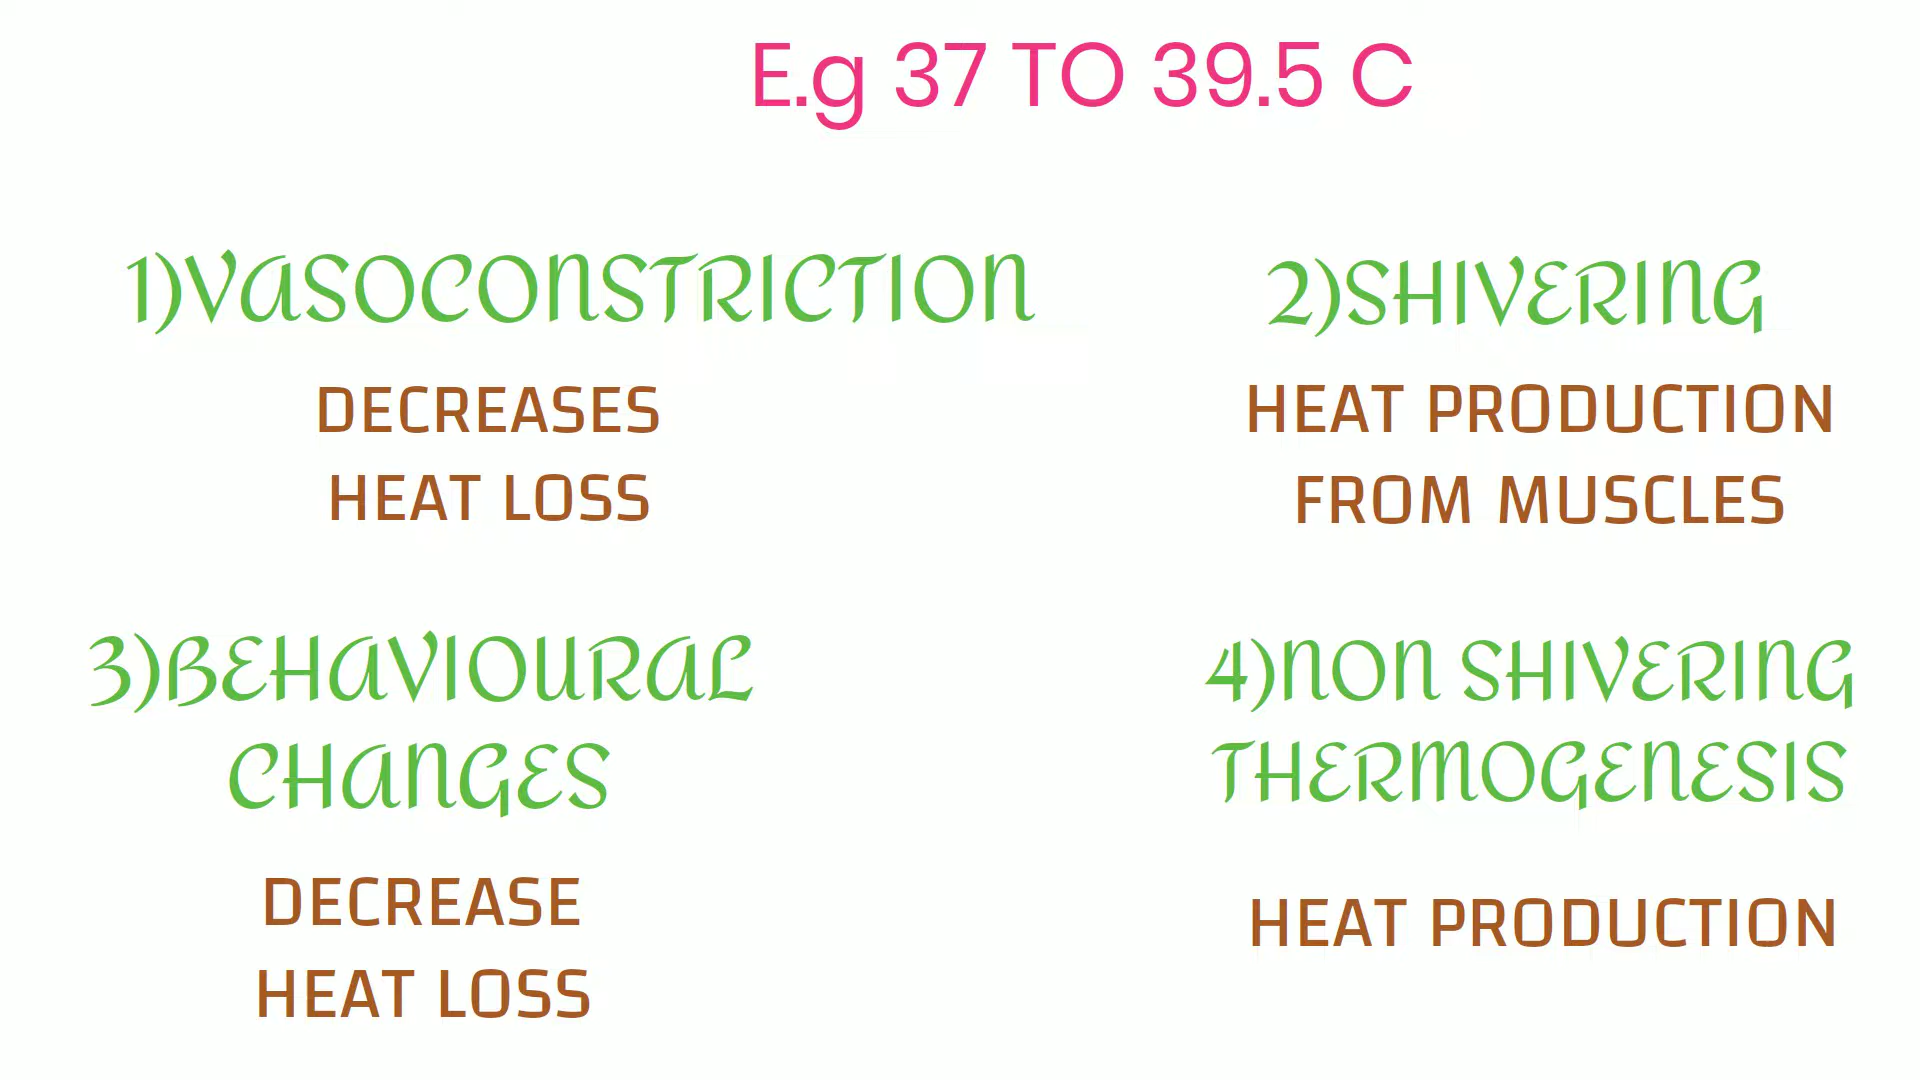 E.g 37 TO 39.5 C
1)VASOCONSTRICTION
DECREASES
HEAT LOSS
2)SHIVERING
HEAT PRODUCTION
FROM MUSCLES
3)BEHAVIOURAL
CHANGES
DECREASE
HEAT LOSS
4)NON SHIVERING
THERMOGENESIS
HEAT PRODUCTION